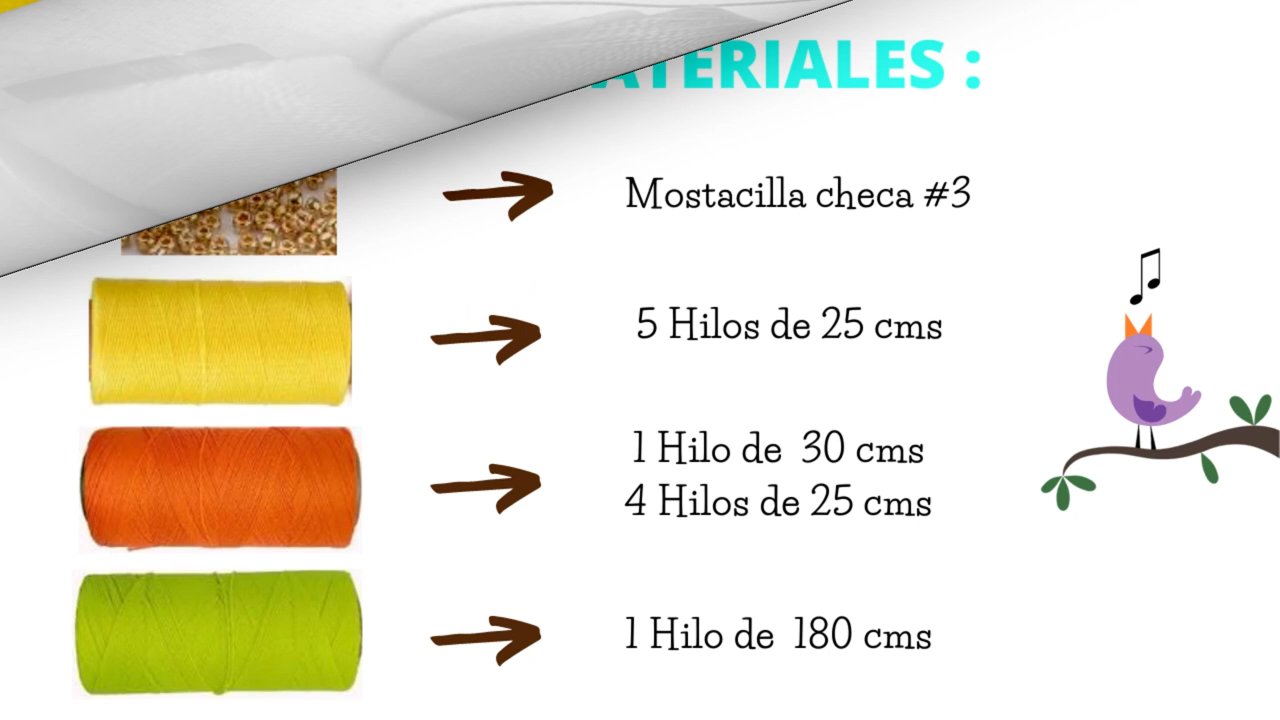 ATERIALES :
Mostacilla checa #3
5 Hilos de 25 cms
1 Hilo de 30 cms
4 Hilos de 25 cms
1 Hilo de 180 cms